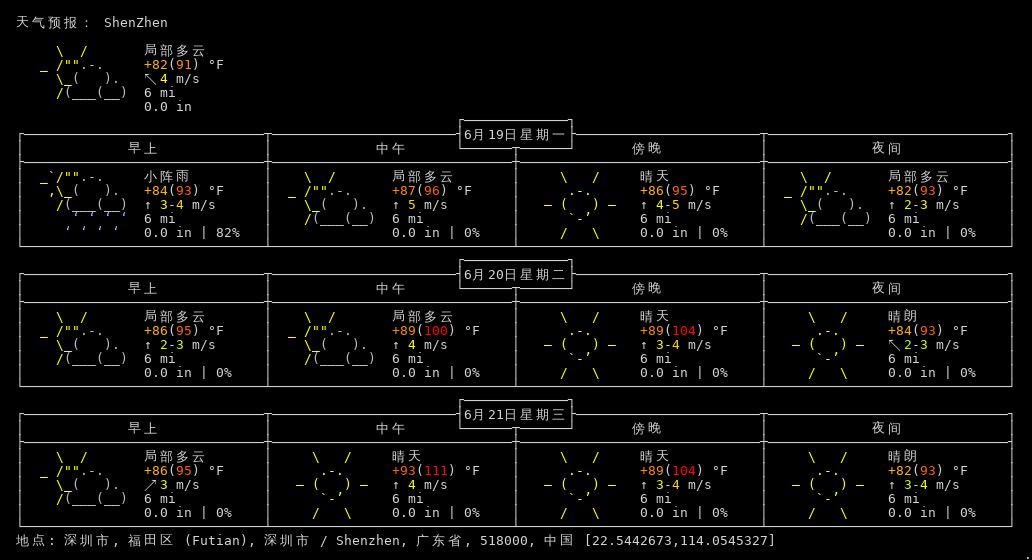 天气预报： ShenZhen
局部多云
+82(91) °F
↖ 4 m/s
6 mi
0.0 in
6月19日星期一
早上 中午 傍晚 夜间
小阵雨 局部多云 晴天 局部多云
+84(93) °F +87(96) °F +86(95) °F +82(93) °F
↑ 3-4 m/s ↑ 5 m/s ↑ 4-5 m/s ↑ 2-3 m/s
6 mi 6 mi 6 mi 6 mi
0.0 in | 82% 0.0 in | 0% 0.0 in | 0% 0.0 in | 0%
6月20日星期二
早上 中午 傍晚 夜间
局部多云 局部多云 晴天 晴朗
+86(95) °F +89(100) °F +89(104) °F +84(93) °F
↑ 2-3 m/s ↑ 4 m/s ↑ 3-4 m/s ↖ 2-3 m/s
6 mi 6 mi 6 mi 6 mi
0.0 in | 0% 0.0 in | 0% 0.0 in | 0% 0.0 in | 0%
6月21日星期三
早上 中午 傍晚 夜间
局部多云 晴天 晴天 晴朗
+86(95) °F +93(111) °F +89(104) °F +82(93) °F
↗ 3 m/s ↑ 4 m/s ↑ 3-4 m/s ↑ 3-4 m/s
6 mi 6 mi 6 mi 6 mi
0.0 in | 0% 0.0 in | 0% 0.0 in | 0% 0.0 in | 0%
地点: 深圳市, 福田区 (Futian), 深圳市 / Shenzhen, 广东省, 518000, 中国 [22.5442673,114.0545327]